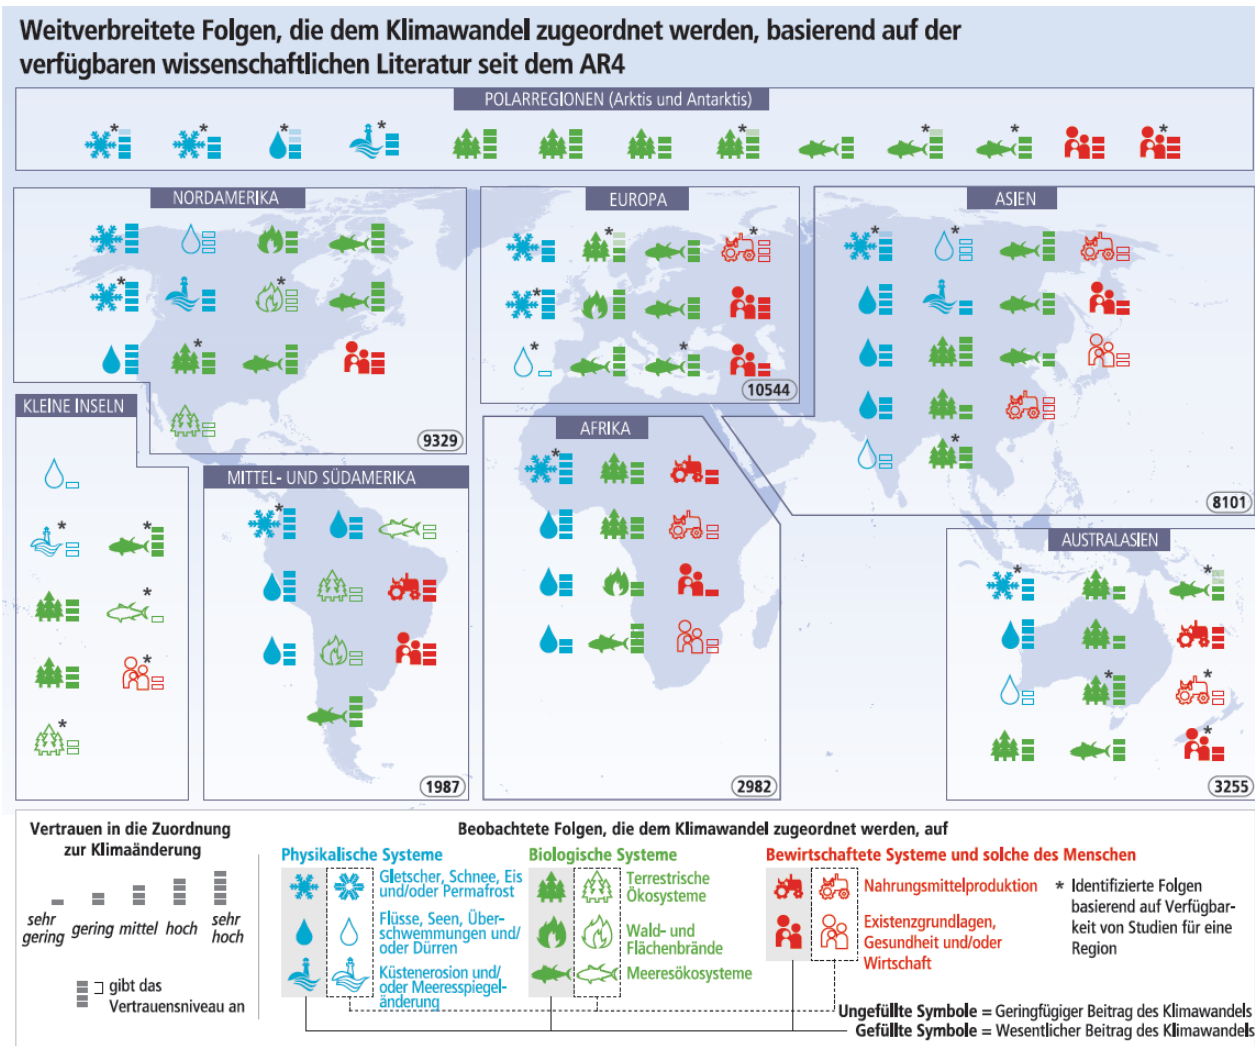 Weitverbreitete Folgen, die dem Klimawandel zugeordnet werden, basierend auf der
verfügbaren wissenschaftlichen Literatur seit dem AR4
POLARREGIONEN (Arktis und Antarktis)
* * * * * * * *
NORDAMERIKA
*
*
*
9329
EUROPA
* *
*
* *
10544
ASIEN
* *
*
8101
KLEINE INSELN
* *
*
*
*
MITTEL- UND SÜDAMERIKA
*
1987
AFRIKA
*
2982
AUSTRALASIEN
* *
* *
*
3255
Vertrauen in die Zuordnung
zur Klimaänderung
sehr
gering
gering
mittel
hoch
sehr
hoch
gibt das
Vertrauensniveau an
Beobachtete Folgen, die dem Klimawandel zugeordnet werden, auf
Physikalische Systeme
Gletscher, Schnee, Eis
und/oder Permafrost
Flüsse, Seen, Über-
schwemmungen und/
oder Dürren
Küstenerosion und/
oder Meeresspiegel-
änderung
Biologische Systeme
Terrestrische
Ökosysteme
Wald- und
Flächenbrände
Meeresökosysteme
Bewirtschaftete Systeme und solche des Menschen
Nahrungsmittelproduktion
Existenzgrundlagen,
Gesundheit und/oder
Wirtschaft
* Identifizierte Folgen
basierend auf Verfügbar-
keit von Studien für eine
Region
Ungefüllte Symbole = Geringfügiger Beitrag des Klimawandels
Gefüllte Symbole = Wesentlicher Beitrag des Klimawandels